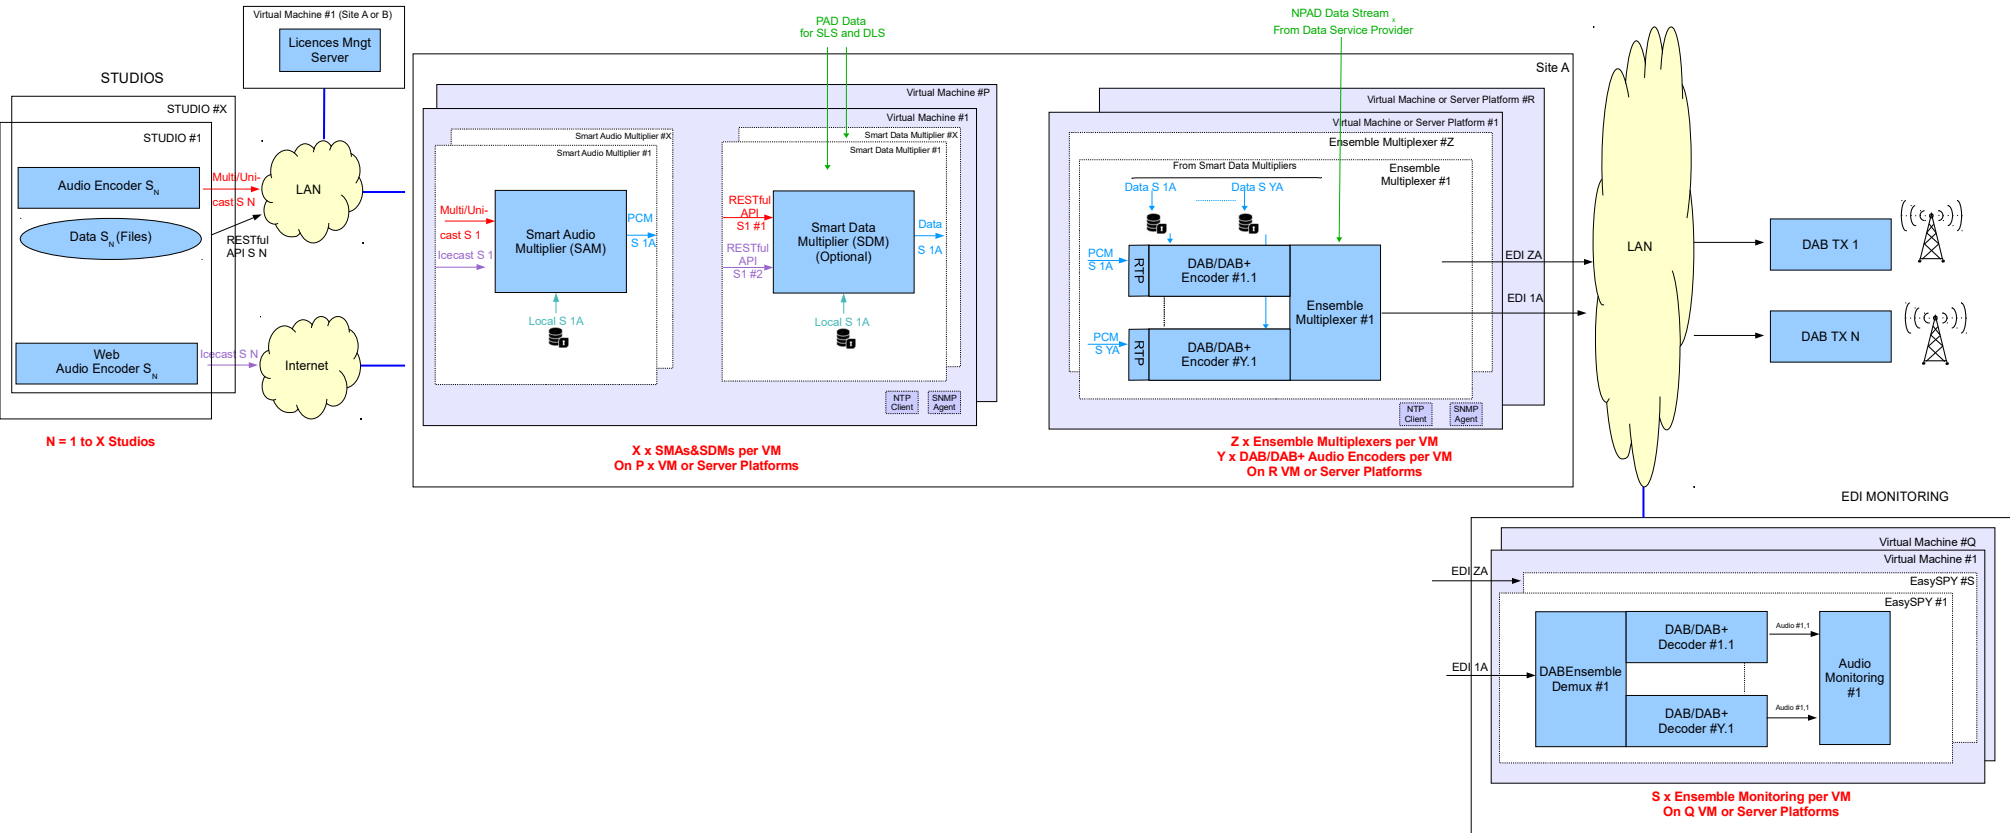 Virtual Machine #1 (Site A or B)
Licences Mngt
Server
STUDIOS
STUDIO #X
STUDIO #1
Audio Encoder SN
Data SN (Files)
Web
Audio Encoder SN
Multi/Uni-
cast S N
RESTful
API S N
Icecast S N
LAN
Internet
N = 1 to X Studios
PAD Data
for SLS and DLS
NPAD Data Stream x
From Data Service Provider
Site A
Virtual Machine #P
Virtual Machine #1
Smart Audio Multiplier #X
Smart Audio Multiplier #1
Multi/Uni-
cast S 1
Icecast S 1
Smart Audio
Multiplier (SAM)
PCM
S 1A
Local S 1A
Smart Data Multiplier #X
Smart Data Multiplier #1
RESTful
API
S1 #1
RESTful
API
S1 #2
Smart Data
Multiplier (SDM)
(Optional)
Data
S 1A
Local S 1A
NTP
Client
SNMP
Agent
X x SMAs&SDMs per VM
On P x VM or Server Platforms
Virtual Machine or Server Platform #R
Virtual Machine or Server Platform #1
Ensemble Multiplexer #Z
Ensemble
Multiplexer #1
From Smart Data Multipliers
Data S 1A
Data S YA
PCM
S 1A
RTP
DAB/DAB+
Encoder #1.1
PCM
S YA
RTP
DAB/DAB+
Encoder #Y.1
Ensemble
Multiplexer #1
NTP
Client
SNMP
Agent
Z x Ensemble Multiplexers per VM
Y x DAB/DAB+ Audio Encoders per VM
On R VM or Server Platforms
EDI ZA
EDI 1A
LAN
DAB TX 1
DAB TX N
EDI MONITORING
Virtual Machine #Q
Virtual Machine #1
EasySPY #S
EasySPY #1
EDI ZA
EDI 1A
DABEnsemble
Demux #1
DAB/DAB+
Decoder #1.1
DAB/DAB+
Decoder #Y.1
Audio #1,1
Audio #1,1
Audio
Monitoring
#1
S x Ensemble Monitoring per VM
On Q VM or Server Platforms